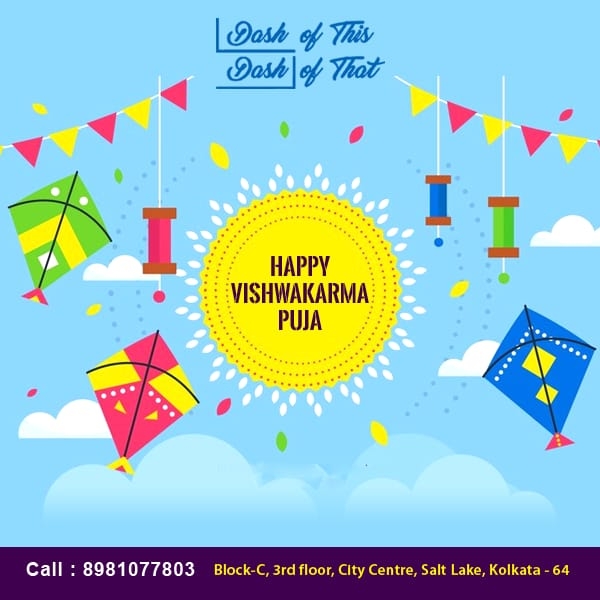 Dash of This
Dash of That
HAPPY
VISHWAKARMA
PUJA
Call : 8981077803 Block-C, 3rd floor, City Centre, Salt Lake, Kolkata - 64